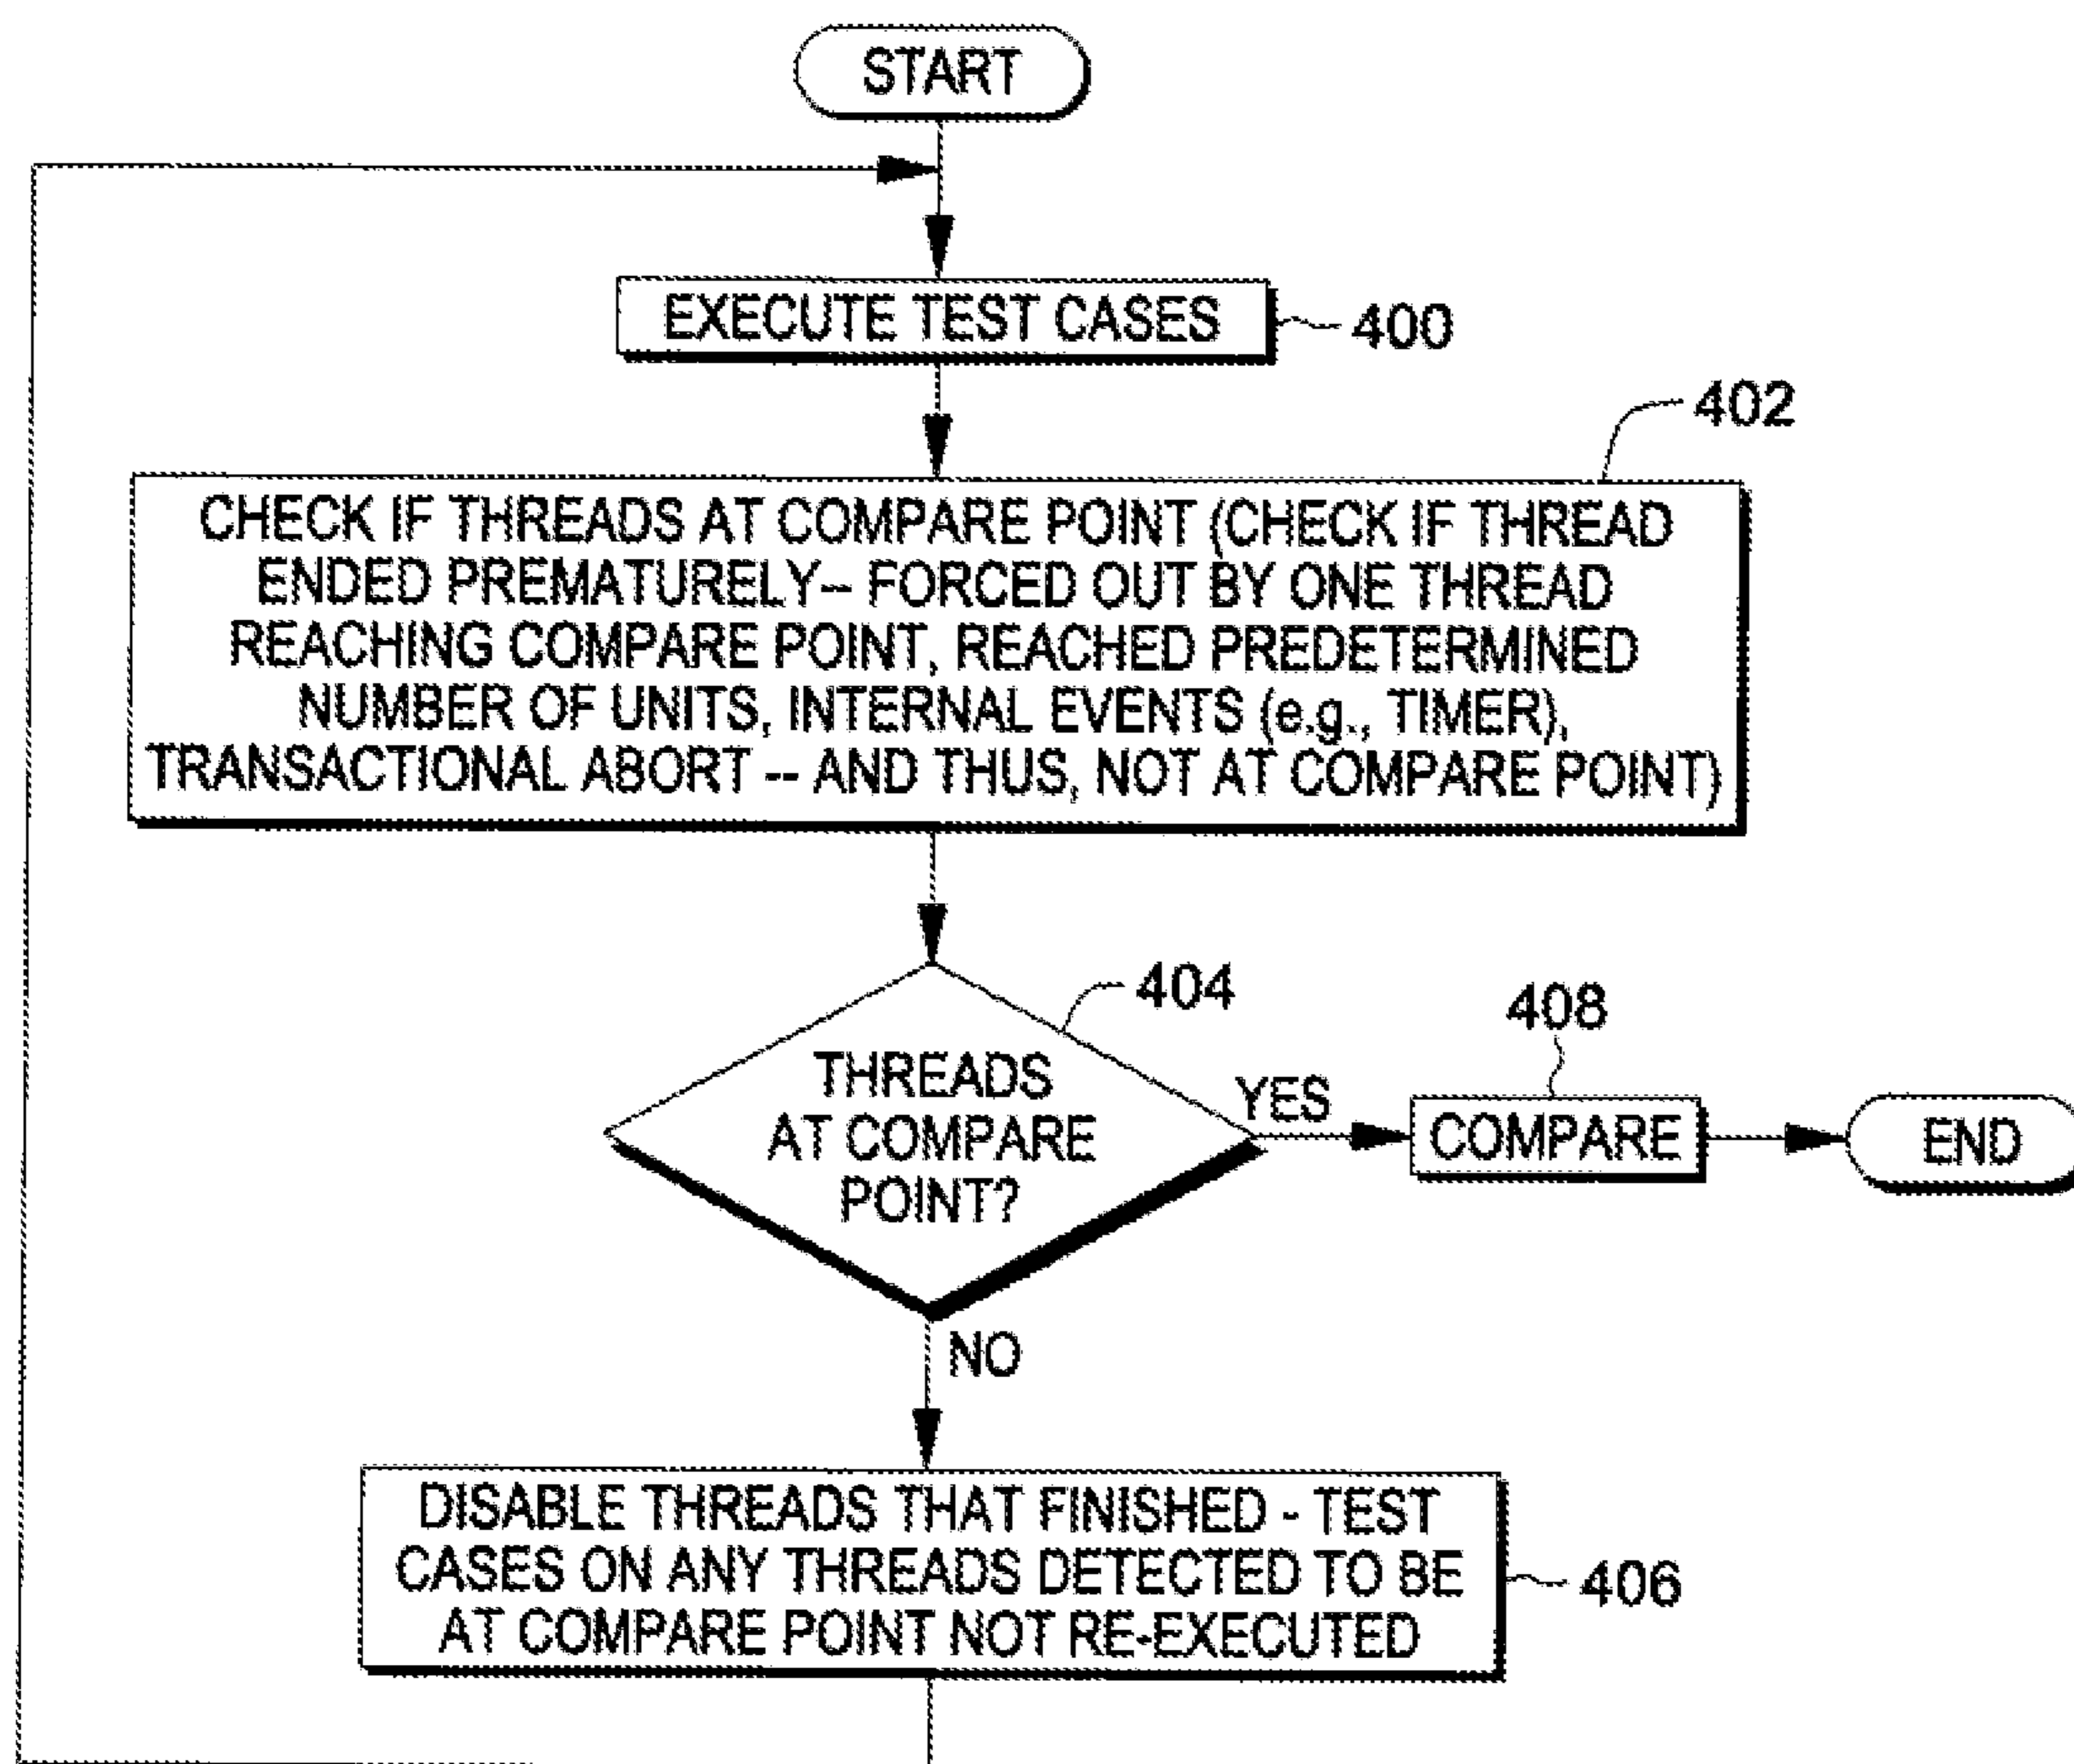 START
EXECUTE TEST CASES
400
402
CHECK IF THREADS AT COMPARE POINT (CHECK IF THREAD
ENDED PREMATURELY-- FORCED OUT BY ONE THREAD
REACHING COMPARE POINT, REACHED PREDETERMINED
NUMBER OF UNITS, INTERNAL EVENTS (e.g., TIMER),
TRANSACTIONAL ABORT -- AND THUS, NOT AT COMPARE POINT)
404
THREADS
AT COMPARE
POINT?
YES
408
COMPARE
END
NO
DISABLE THREADS THAT FINISHED - TEST
CASES ON ANY THREADS DETECTED TO BE
AT COMPARE POINT NOT RE-EXECUTED
406